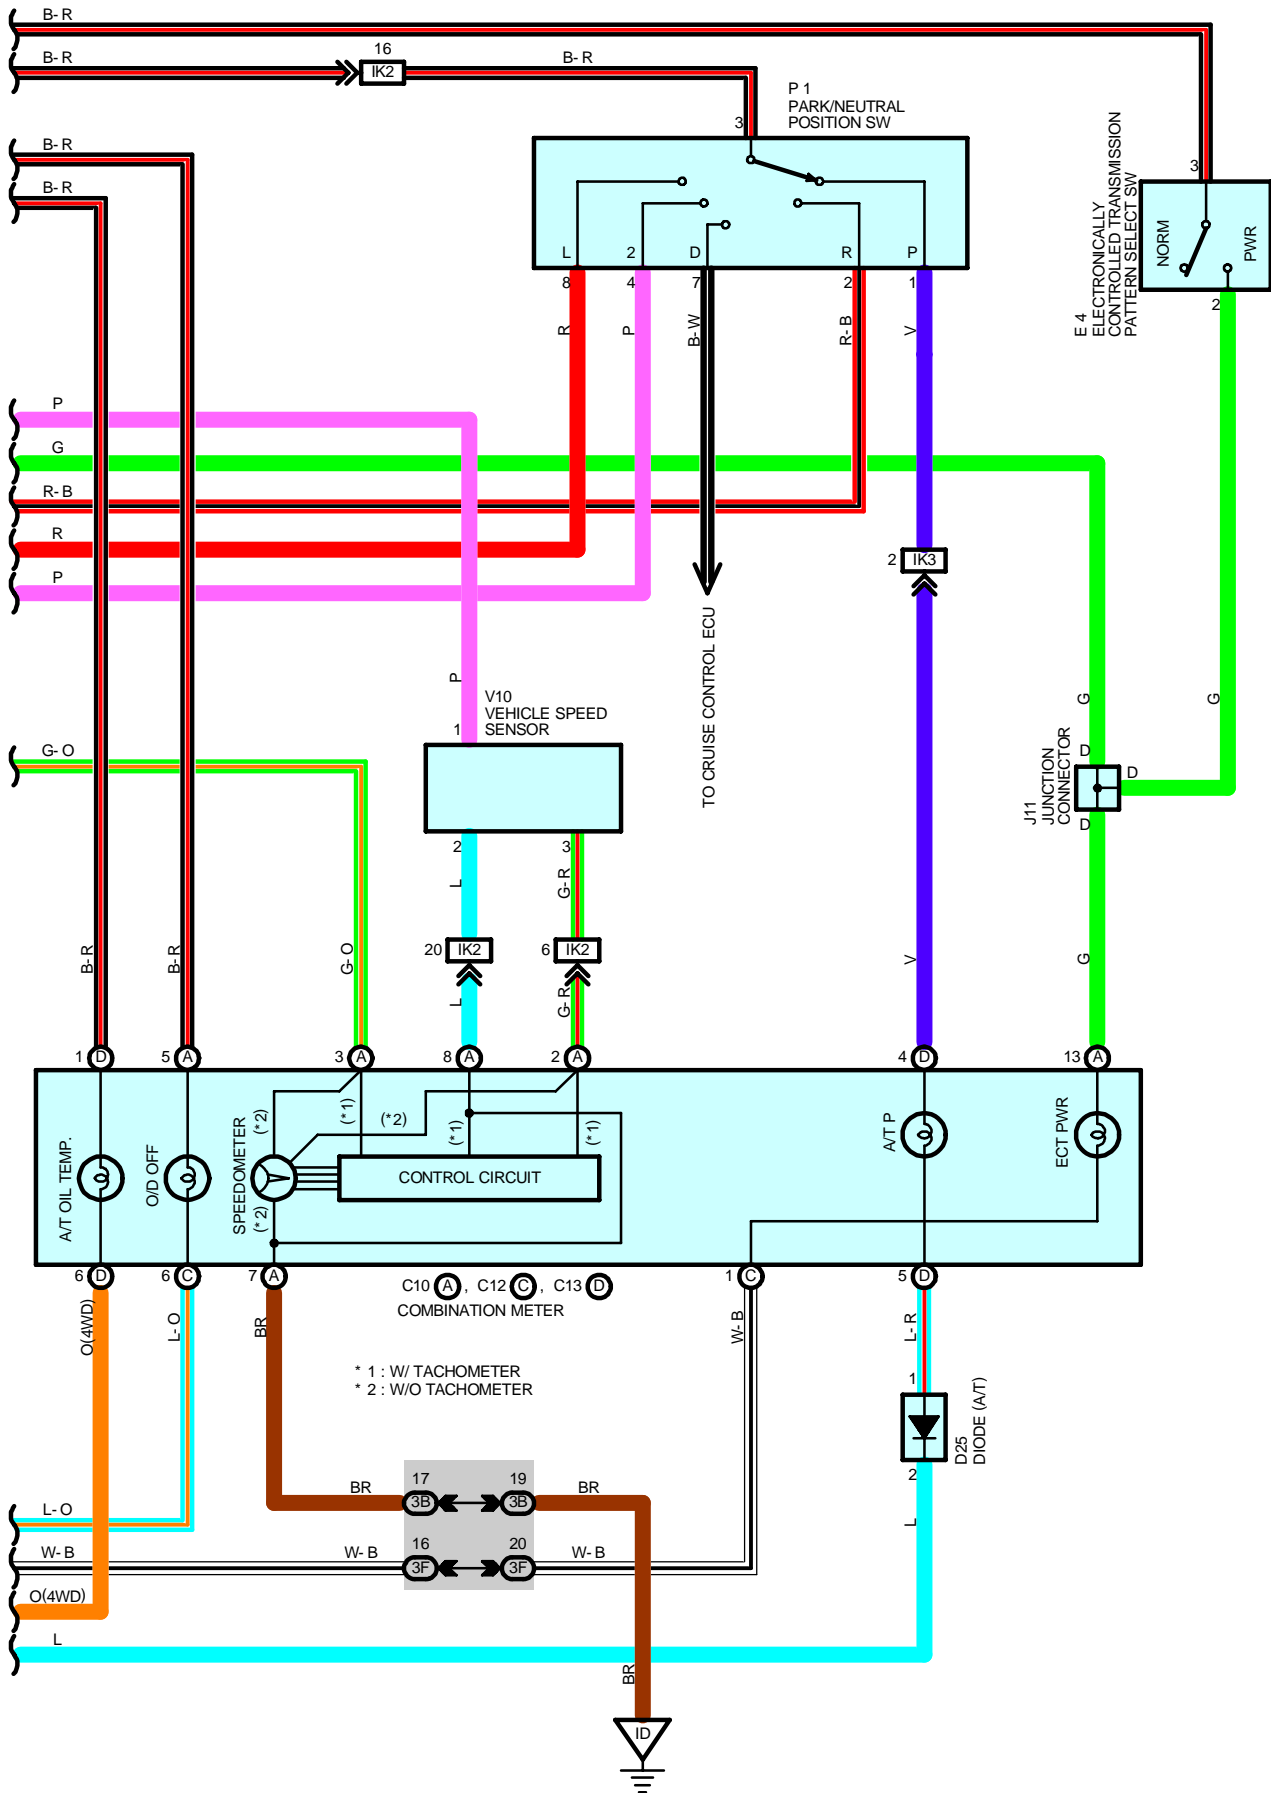 B- R
B- R
16
IK2
B- R
P 1
PARK/NEUTRAL
POSITION SW
3
B- R
B- R
L
2
D
R
P
8
4
7
2
1
R
P
B- W
R- B
V
3
NORM
PWR
2
E 4
ELECTRONICALLY
CONTROLLED TRANSMISSION
PATTERN SELECT SW
P
G
R- B
R
P
2
IK3
TO CRUISE CONTROL ECU
P
V10
VEHICLE SPEED
SENSOR
1
G
G
G- O
D
D
D
J11
JUNCTION
CONNECTOR
2
3
L
G- R
20
IK2
6
IK2
B- R
B- R
G- O
L
G- R
V
G
1
D
5
A
3
A
8
A
2
A
4
D
13
A
A/T OIL TEMP.
O/D OFF
SPEEDOMETER
(* 2)
(* 1)
(* 2)
(* 1)
(* 1)
(* 2)
CONTROL CIRCUIT
A/T P
ECT PWR
6
D
6
C
7
A
C10 A , C12 C , C13 D
COMBINATION METER
1
C
5
D
O(4WD)
L- O
BR
W- B
L- R
* 1 : W/ TACHOMETER
* 2 : W/O TACHOMETER
1
2
D25
DIODE (A/T)
BR
17
3B
19
3B
BR
L- O
W- B
W- B
16
3F
20
3F
W- B
L
O(4WD)
L
BR
ID